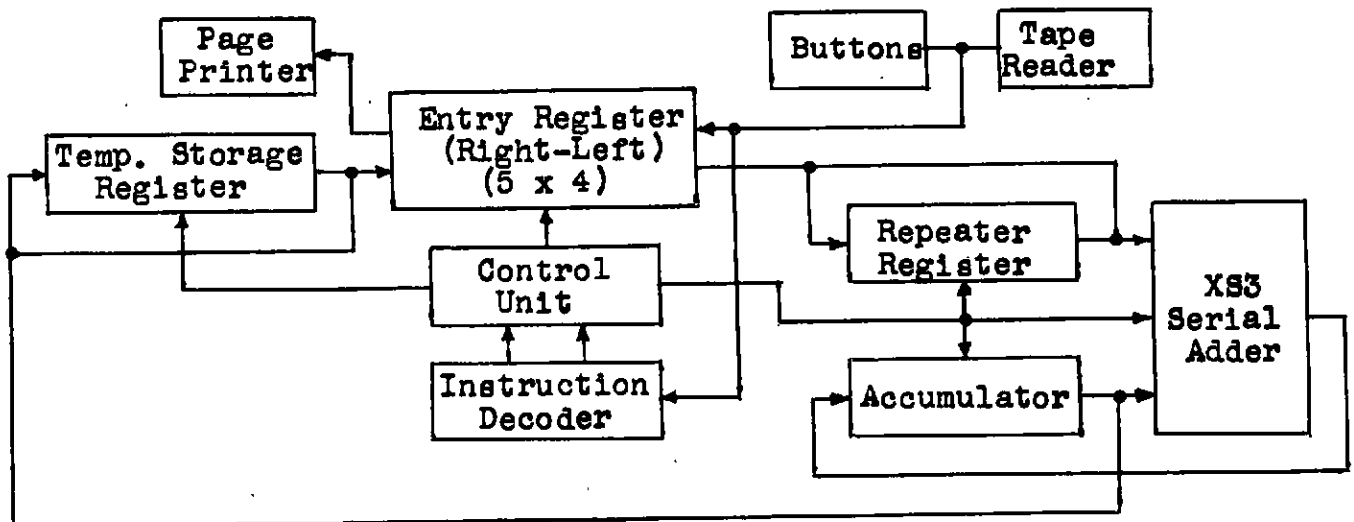 Page
Printer
Buttons
Tape
Reader
Entry Register
(Right-Left)
(5 x 4)
Temp. Storage
Register
Repeater
Register
Control
Unit
XS3
Serial
Adder
Instruction
Decoder
Accumulator